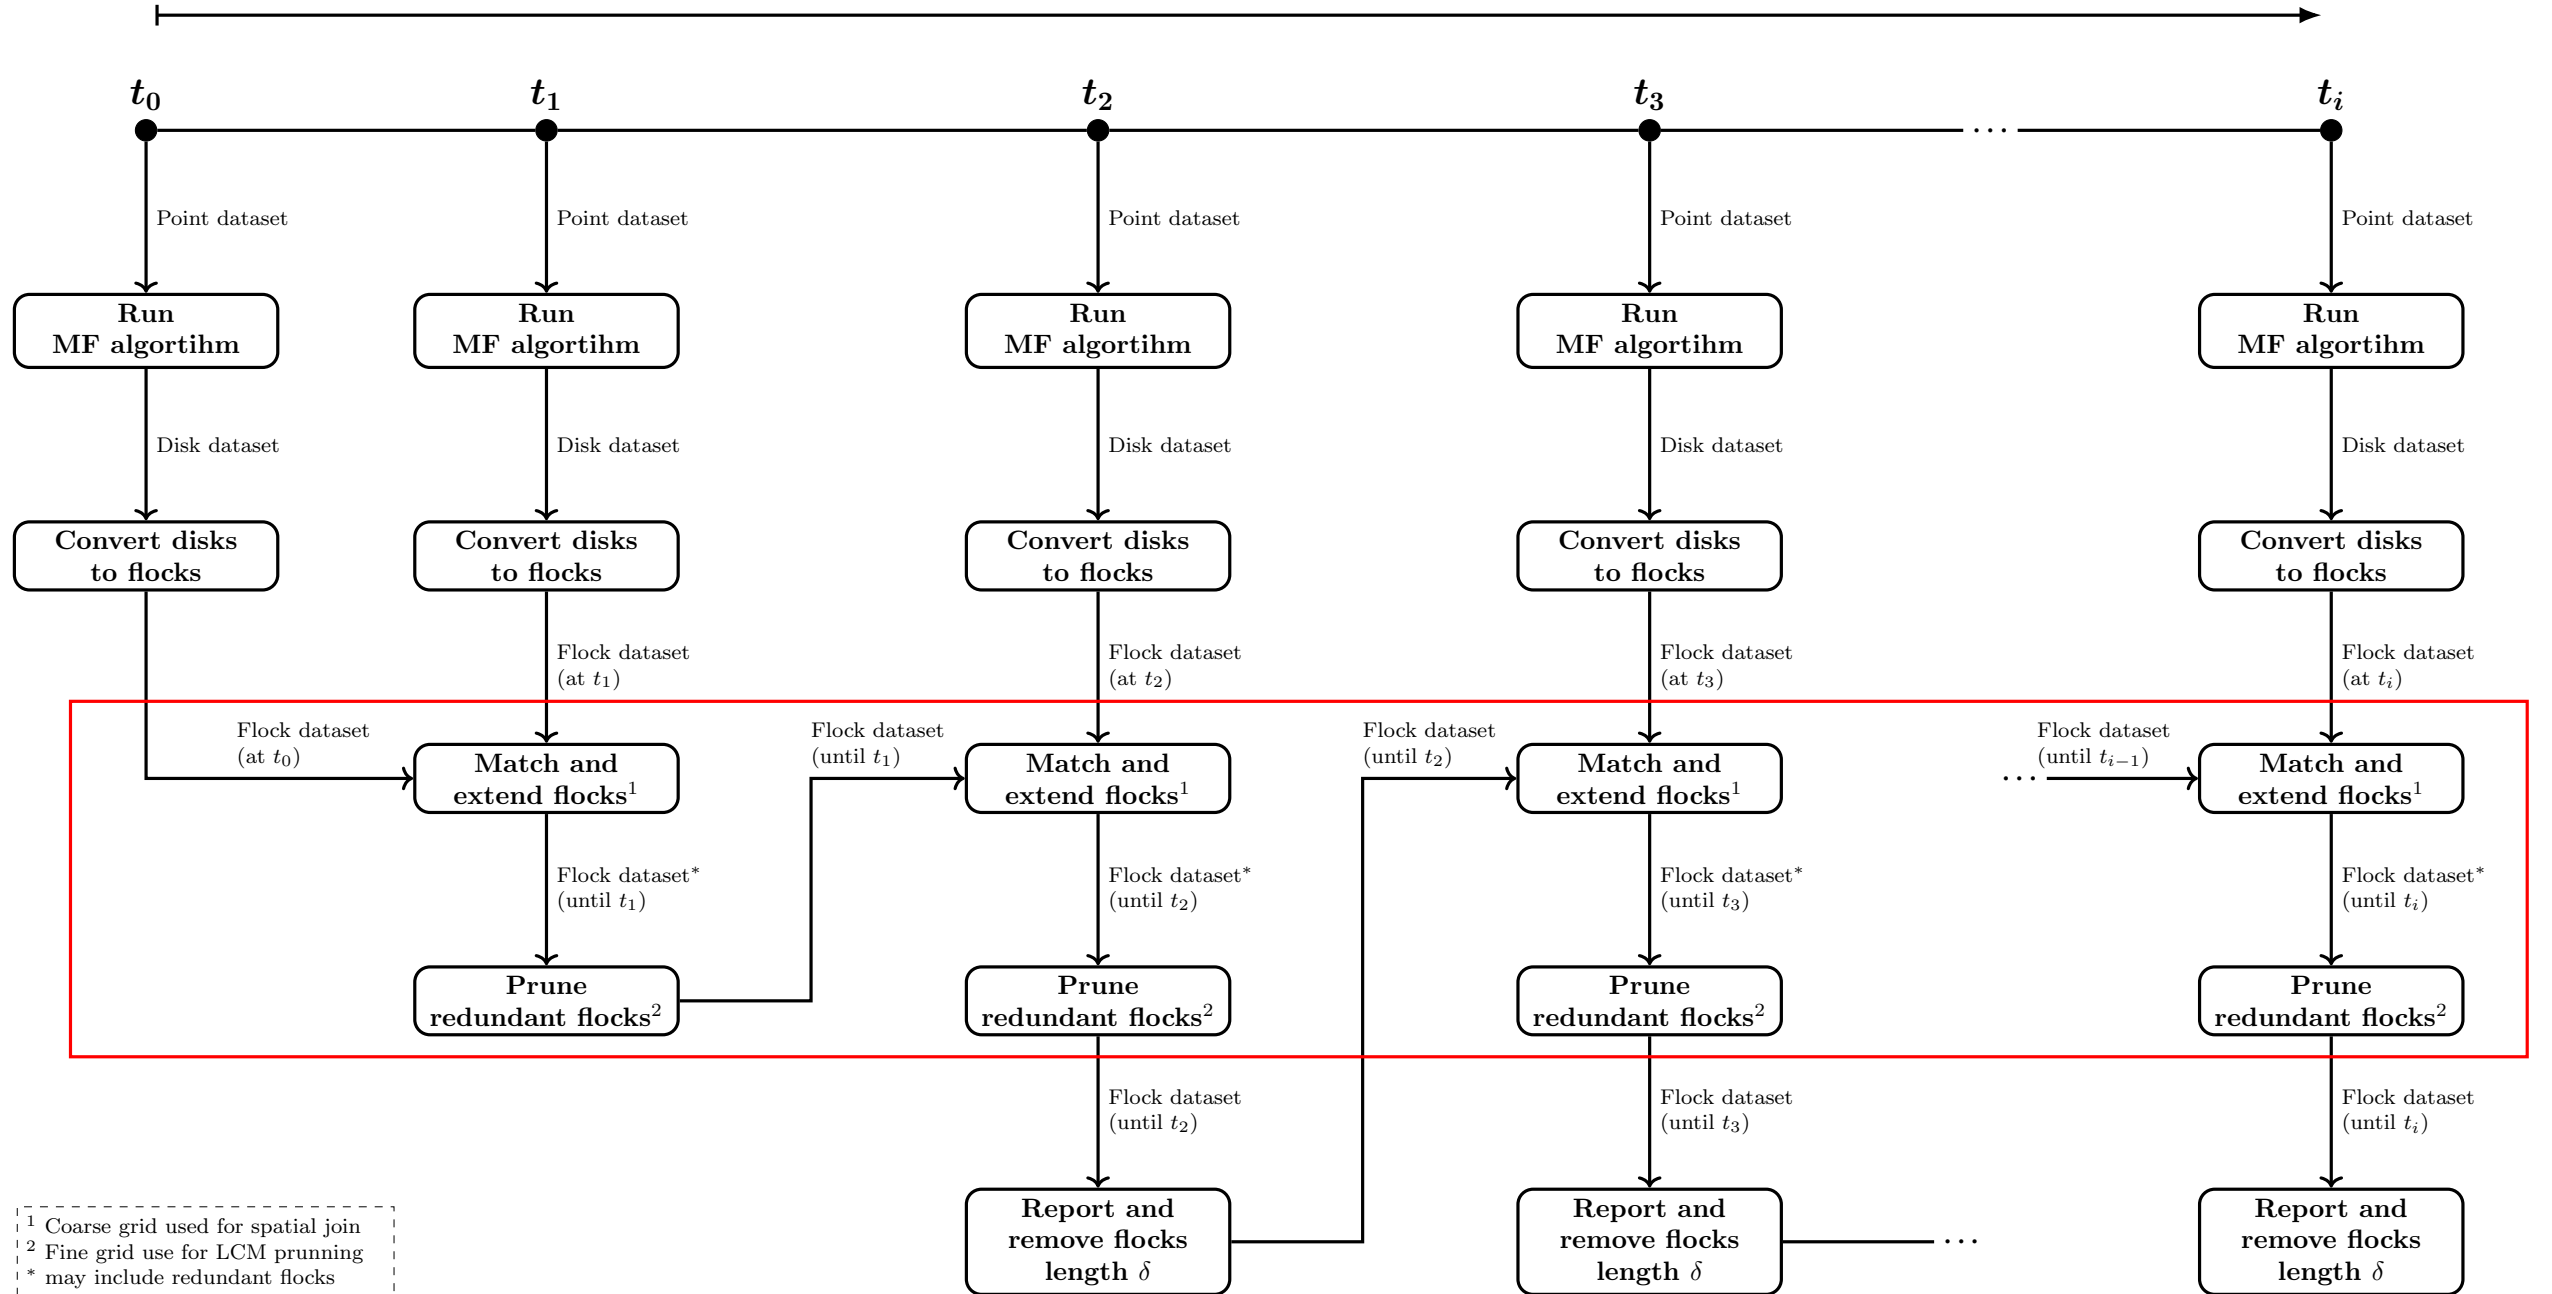 t0 t1 t2 t3 ti
···
Point dataset Point dataset Point dataset Point dataset Point dataset
Run Run Run Run Run
MF algortihm MF algortihm MF algortihm MF algortihm MF algortihm
Disk dataset Disk dataset Disk dataset Disk dataset Disk dataset
Convert disks Convert disks Convert disks Convert disks Convert disks
to flocks to flocks to flocks to flocks to flocks
Flock dataset Flock dataset Flock dataset Flock dataset
(at t1) (at t2) (at t3) (at ti)
Flock dataset Flock dataset Flock dataset Flock dataset
(at t0) (until t1) (until t2) (until ti−1)
Match and Match and Match and Match and
extend flocks1 extend flocks1 extend flocks1 ··· extend flocks1
Flock dataset* Flock dataset* Flock dataset* Flock dataset*
(until t1) (until t2) (until t3) (until ti)
Prune Prune Prune Prune
redundant flocks2 redundant flocks2 redundant flocks2 redundant flocks2
Flock dataset Flock dataset Flock dataset
(until t2) (until t3) (until ti)
Report and Report and Report and
remove flocks remove flocks ··· remove flocks
length δ length δ length δ
1 Coarse grid used for spatial join
2 Fine grid use for LCM prunning
* may include redundant flocks